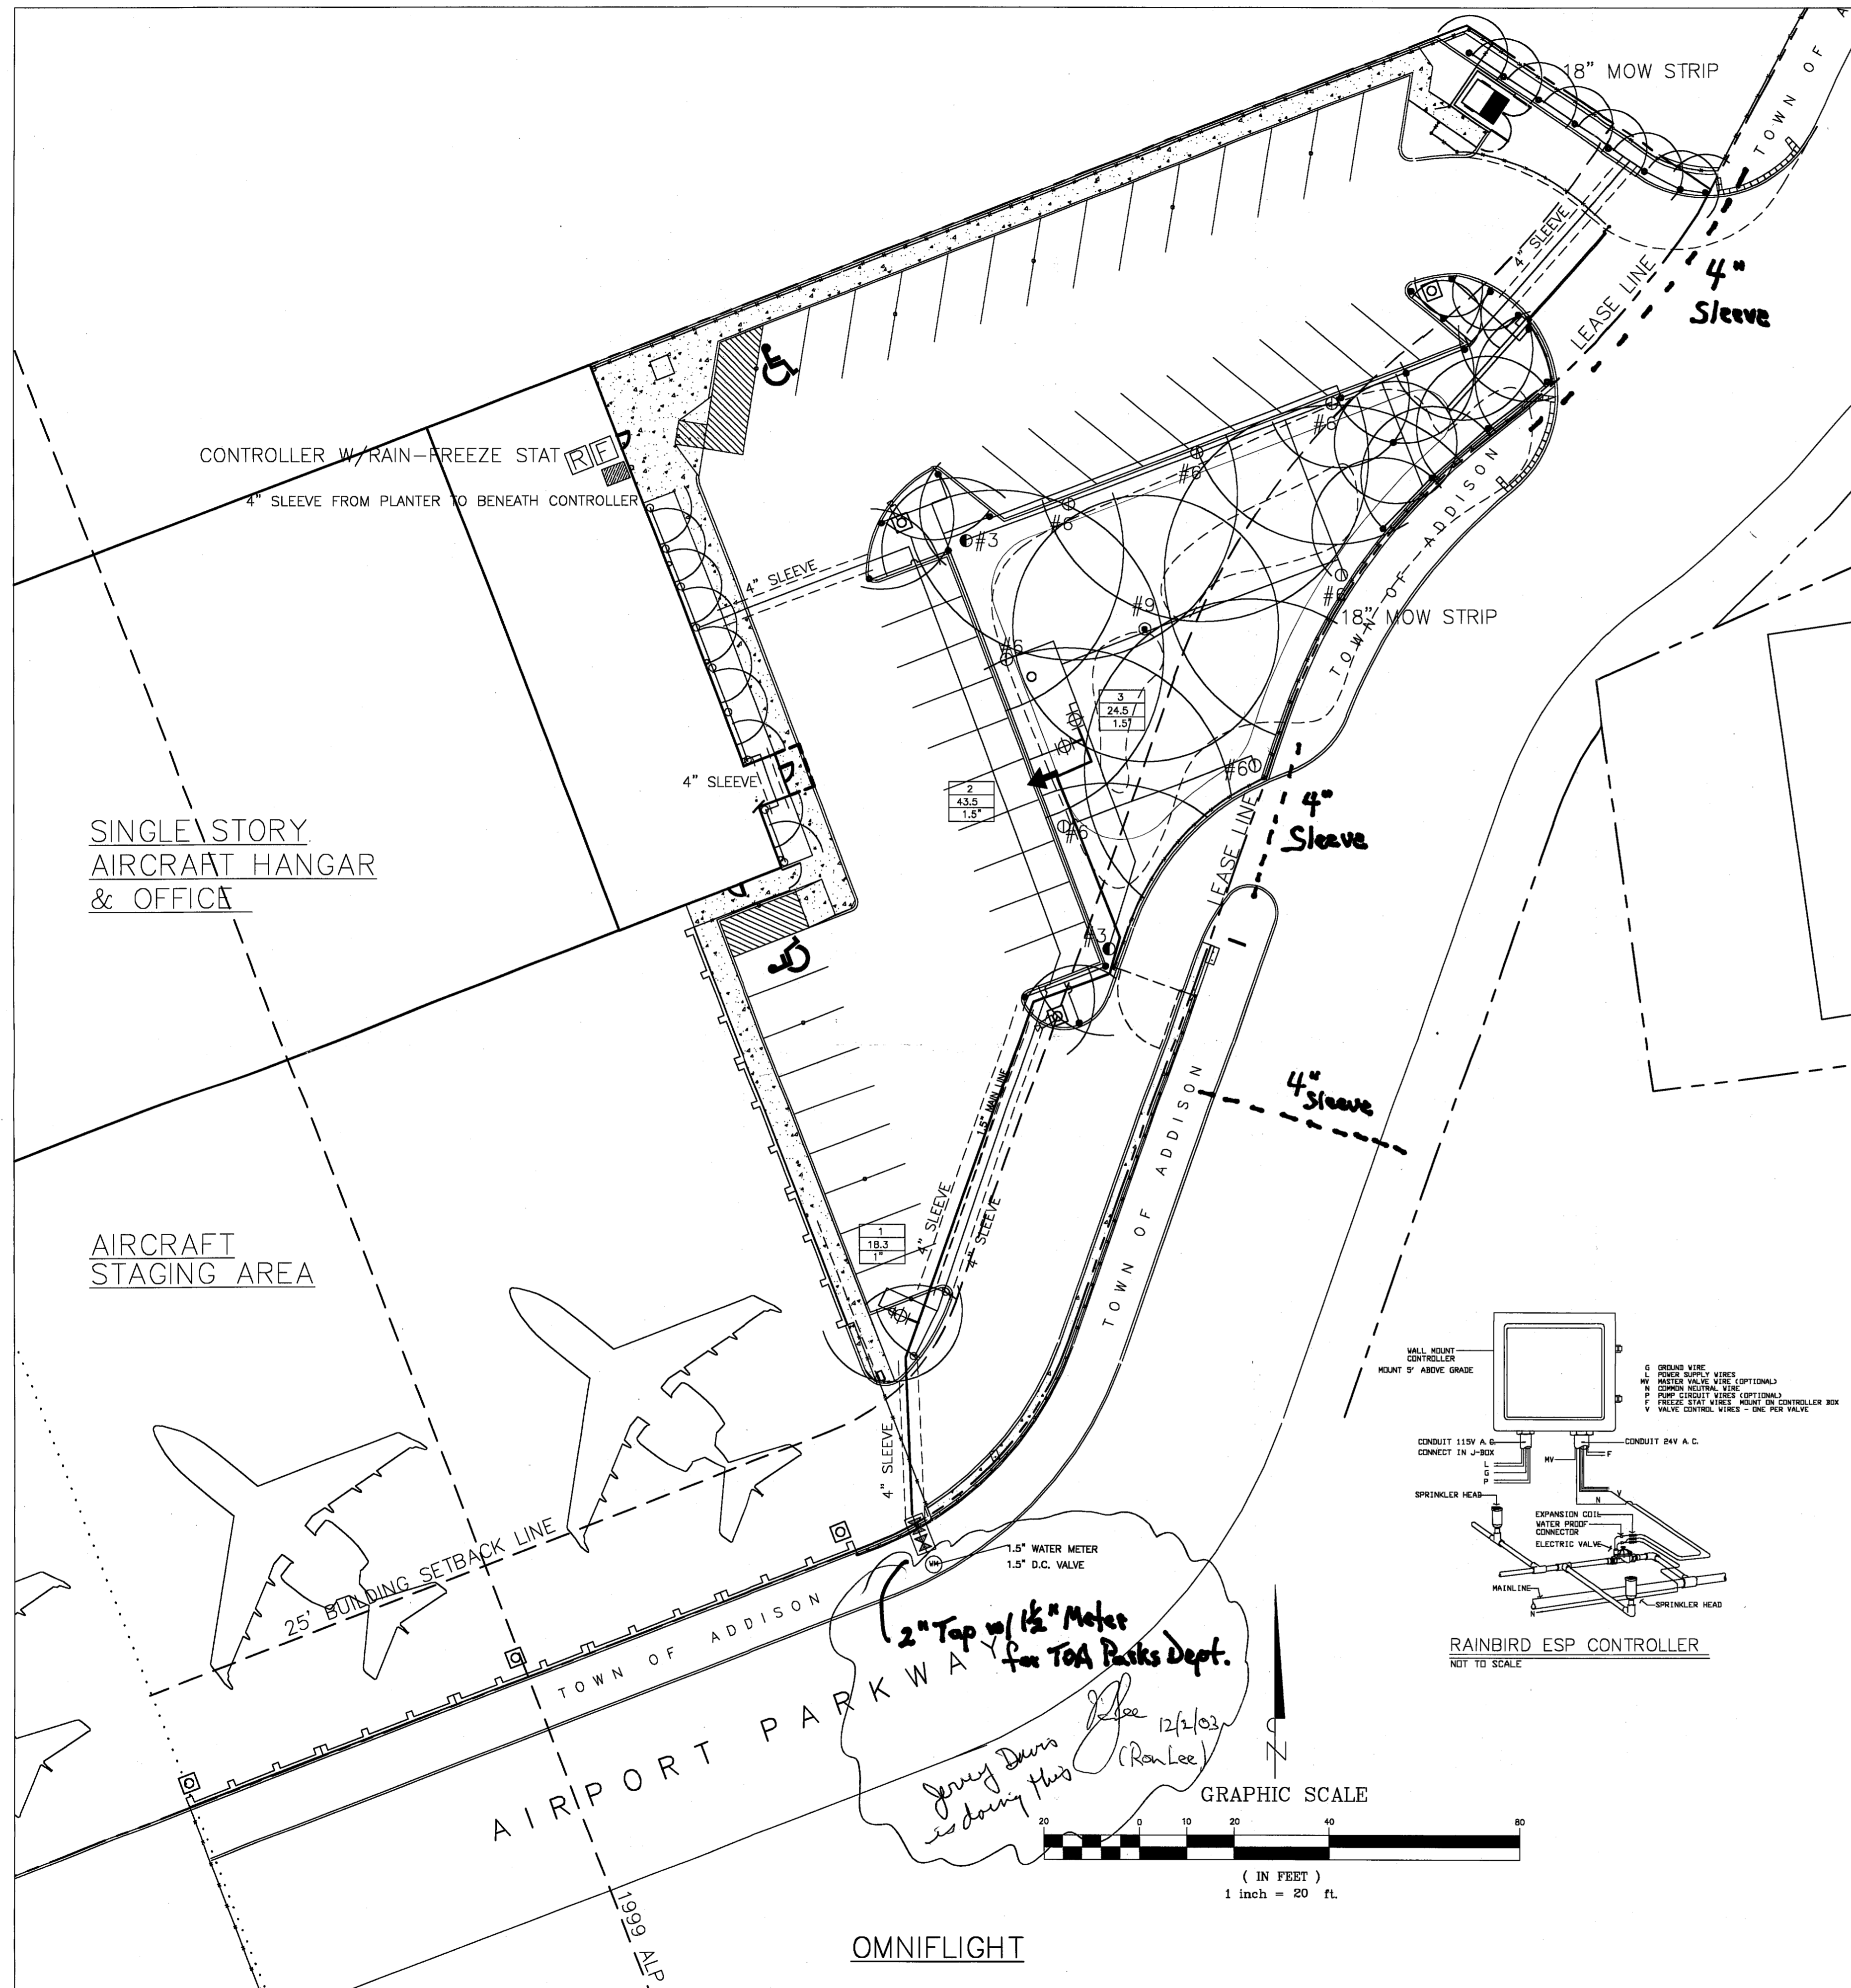 18" MOW STRIP
TOWN OF
4" SLEEVE
LEASE LINE
4"
Sleeve
CONTROLLER W/RAIN-FREEZE STAT R F
4" SLEEVE FROM PLANTER TO BENEATH CONTROLLER
#6
#6
#6
#3
4" SLEEVE
TOWN OF ADDISON
#9
#6
18" MOW STRIP
#6
3
24.5
1.5"
4" SLEEVE
2
43.5
1.5"
#6
#6
4"
Sleeve
LEASE LINE
SINGLE STORY
AIRCRAFT HANGAR
& OFFICE
#3
1.5" MAIN LINE
4"
Sleeve
4" SLEEVE
4" SLEEVE
TOWN OF ADDISON
1
18.3
1"
AIRCRAFT
STAGING AREA
WALL MOUNT
CONTROLLER
MOUNT 5' ABOVE GRADE
G GROUND WIRE
L POWER SUPPLY WIRES
MV MASTER VALVE WIRE (OPTIONAL)
N COMMON NEUTRAL WIRE
P PUMP CIRCUIT WIRES (OPTIONAL)
F FREEZE STAT WIRES MOUNT ON CONTROLLER BOX
V VALVE CONTROL WIRES - ONE PER VALVE
CONDUIT 115V A.C.
CONNECT IN J-BOX
CONDUIT 24V A.C.
L
G
P
MV
F
V
N
SPRINKLER HEAD
EXPANSION COIL
WATER PROOF
CONNECTOR
ELECTRIC VALVE
MAINLINE
N
SPRINKLER HEAD
RAINBIRD ESP CONTROLLER
NOT TO SCALE
4" SLEEVE
25' BUILDING SETBACK LINE
WM
1.5" WATER METER
1.5" D.C. VALVE
2" Tap w/ 1½" Meter
for TOA Parks Dept.
TOWN OF ADDISON
AIRPORT PARKWAY
12/2/03
(Ron Lee)
Jerry Davis
is doing this
N
GRAPHIC SCALE
20 0 10 20 40 80
( IN FEET )
1 inch = 20 ft.
1999 ALP
OMNIFLIGHT